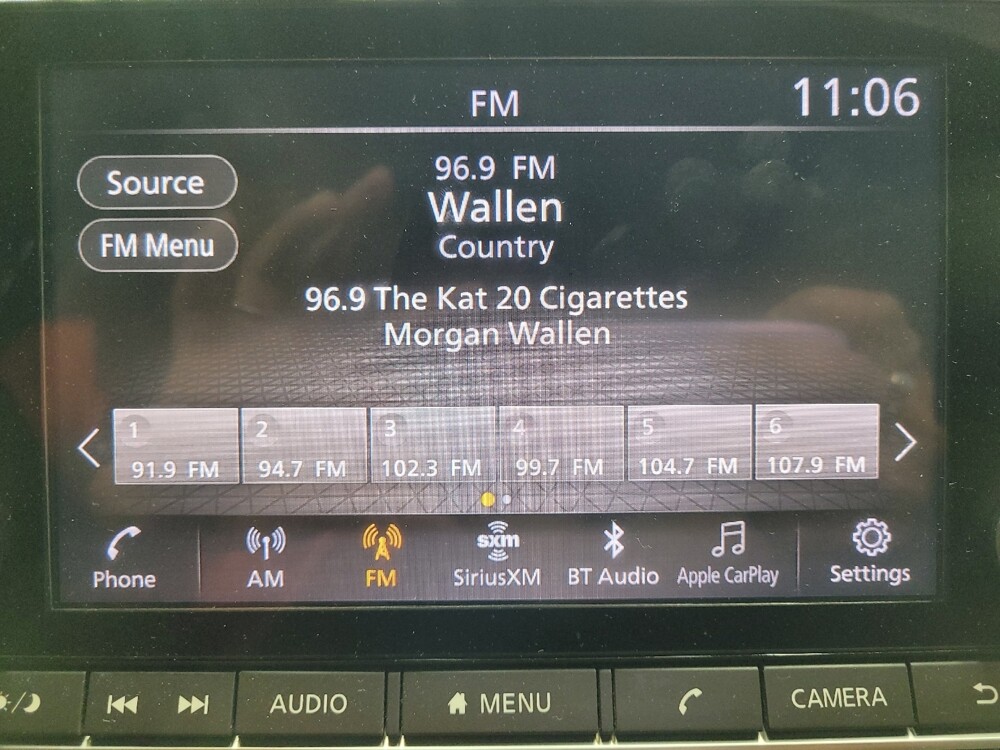 FM
11:06
Source
FM Menu
96.9 FM
Wallen
Country
96.9 The Kat 20 Cigarettes
Morgan Wallen
1 2 3 4 5 6
91.9 FM 94.7 FM 102.3 FM 99.7 FM 104.7 FM 107.9 FM
sxm
Phone AM FM SiriusXM BT Audio Apple CarPlay Settings
AUDIO MENU CAMERA